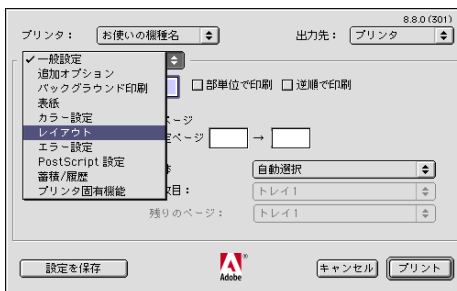 8.8.0 (301)
プリンタ： お使いの機種名 出力先： プリンタ
✓一般設定
追加オプション
バックグラウンド印刷
表紙
カラー設定
レイアウト
エラー設定
PostScript 設定
蓄積/履歴
プリンタ固有機能
部単位で印刷 逆順で印刷
ページ
ページ →
自動選択
目： トレイ1
残りのページ： トレイ1
設定を保存 Adobe キャンセル プリント